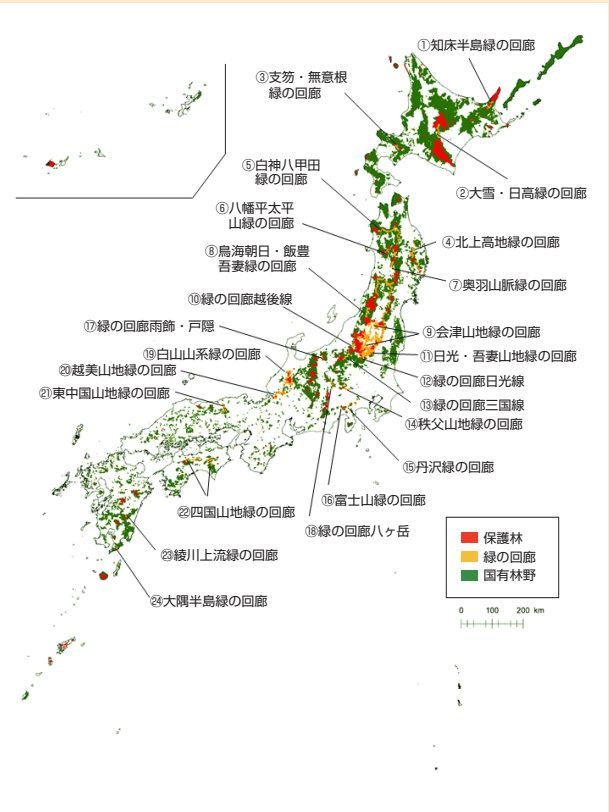 ①知床半島緑の回廊
③支笏・無意根
緑の回廊
②大雪・日高緑の回廊
⑤白神八甲田
緑の回廊
⑥八幡平太平
山緑の回廊
④北上高地緑の回廊
⑧鳥海朝日・飯豊
吾妻緑の回廊
⑦奥羽山脈緑の回廊
⑩緑の回廊越後線
⑨会津山地緑の回廊
⑰緑の回廊雨飾・戸隠
⑪日光・吾妻山地緑の回廊
⑲白山山系緑の回廊
⑳越美山地緑の回廊
⑫緑の回廊日光線
㉑東中国山地緑の回廊
⑬緑の回廊三国線
⑭秩父山地緑の回廊
⑮丹沢緑の回廊
⑯富士山緑の回廊
㉒四国山地緑の回廊
⑱緑の回廊八ヶ岳
㉓綾川上流緑の回廊
㉔大隅半島緑の回廊
保護林
緑の回廊
国有林野
0 100 200 km